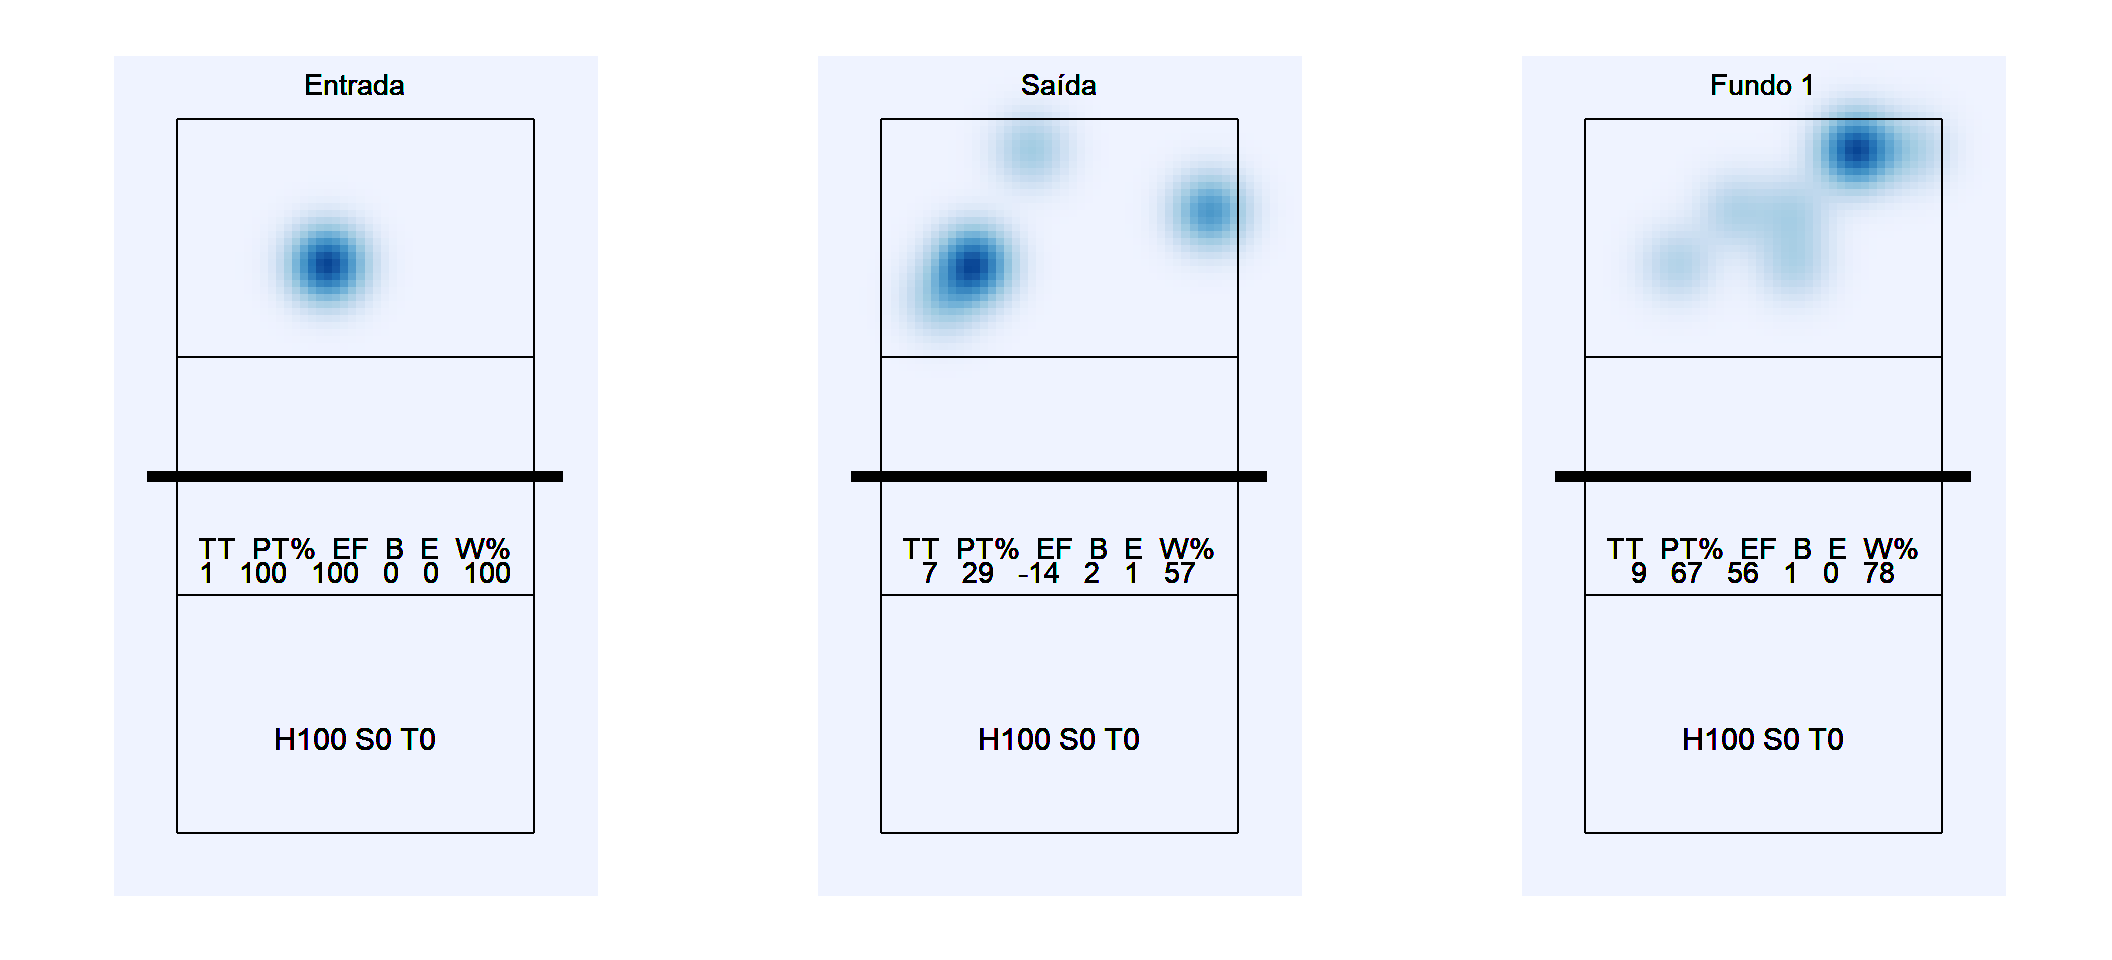 Entrada
TT PT% EF B E W%
1 100 100 0 0 100
H100 S0 T0
Saída
TT PT% EF B E W%
7 29 -14 2 1 57
H100 S0 T0
Fundo 1
TT PT% EF B E W%
9 67 56 1 0 78
H100 S0 T0